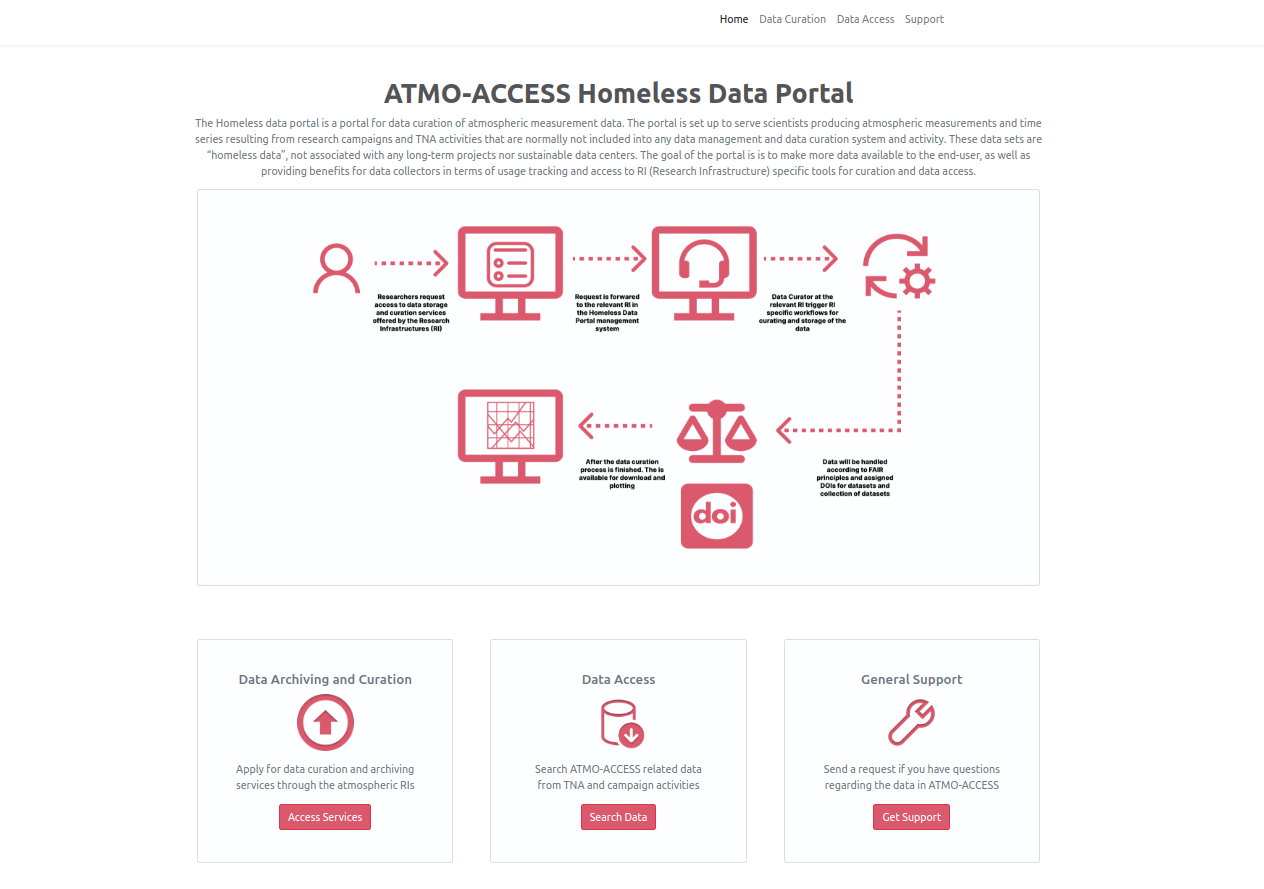 Home Data Curation Data Access Support
ATMO-ACCESS Homeless Data Portal
The Homeless data portal is a portal for data curation of atmospheric measurement data. The portal is set up to serve scientists producing atmospheric measurements and time
series resulting from research campaigns and TNA activities that are normally not included into any data management and data curation system and activity. These data sets are
“homeless data”, not associated with any long-term projects nor sustainable data centers. The goal of the portal is is to make more data available to the end-user, as well as
providing benefits for data collectors in terms of usage tracking and access to RI (Research Infrastructure) specific tools for curation and data access.
Researchers request
access to data storage
and curation services
offered by the Research
Infrastructures (RI)
Request is forwared
to the relevant RI in
the Homeless Data
Portal management
system
Data Curator at the
relevant RI trigger RI
specific workflows for
curating and storage of the
data
Data will be handled
according to FAIR
principles and assigned
DOIs for datasets and
collection of datasets
doi
After the data curation
process is finished. The is
available for download and
plotting
Data Archiving and Curation
Apply for data curation and archiving
services through the atmospheric RIs
Access Services
Data Access
Search ATMO-ACCESS related data
from TNA and campaign activities
Search Data
General Support
Send a request if you have questions
regarding the data in ATMO-ACCESS
Get Support